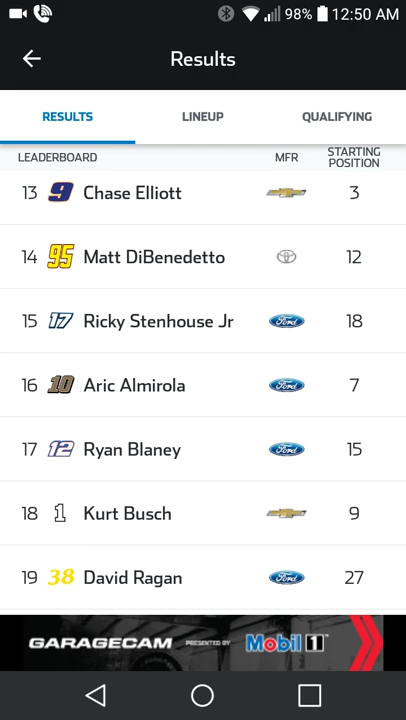 98% 12:50 AM
Results
RESULTS LINEUP QUALIFYING
LEADERBOARD MFR STARTING POSITION
13 9 Chase Elliott 3
14 95 Matt DiBenedetto 12
15 17 Ricky Stenhouse Jr Ford 18
16 10 Aric Almirola Ford 7
17 12 Ryan Blaney Ford 15
18 1 Kurt Busch 9
19 38 David Ragan Ford 27
GARAGECAM PRESENTED BY Mobil 1